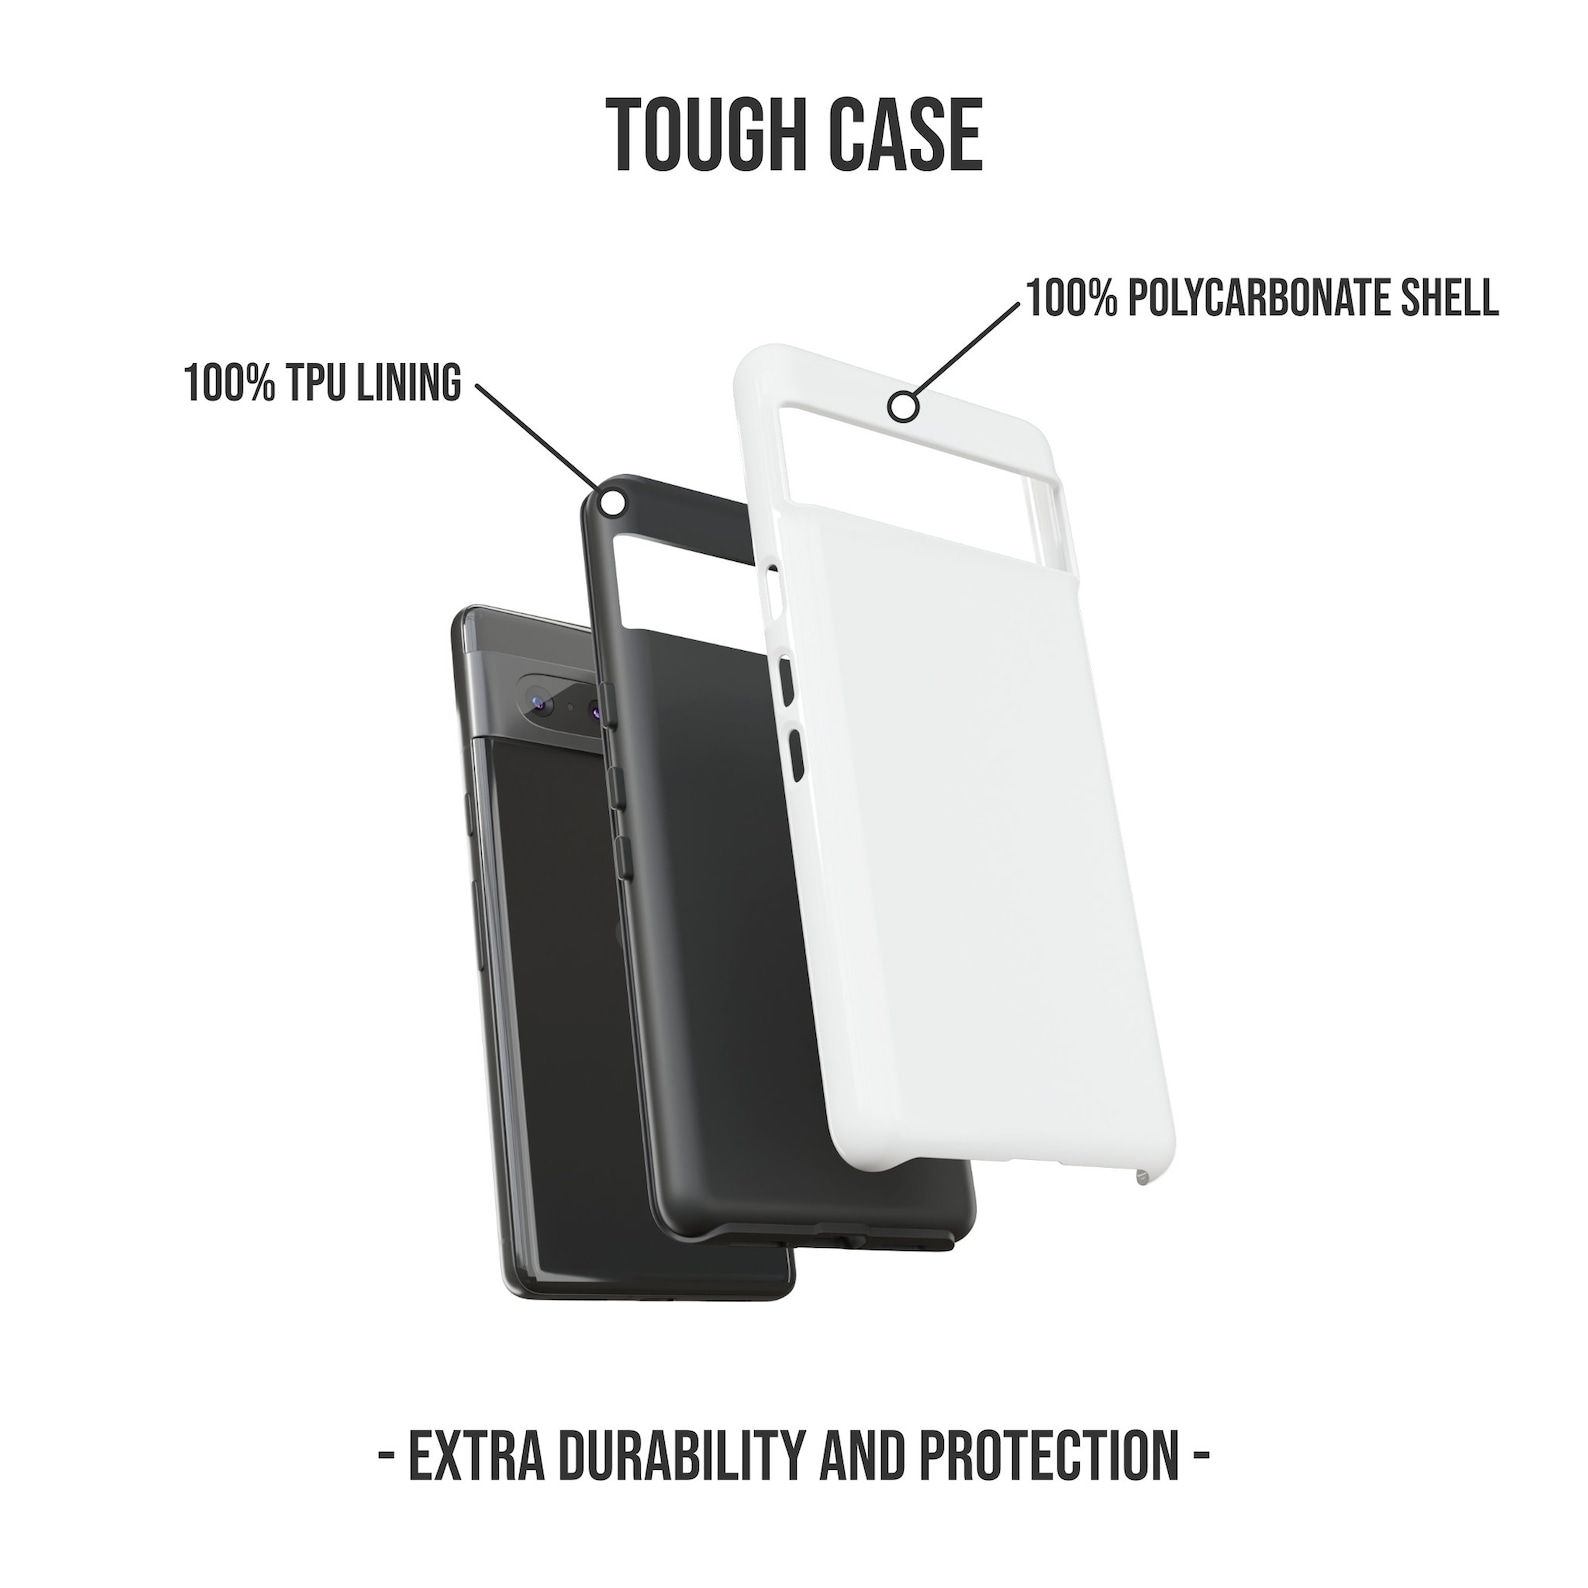 TOUGH CASE
100% POLYCARBONATE SHELL
100% TPU LINING
- EXTRA DURABILITY AND PROTECTION -